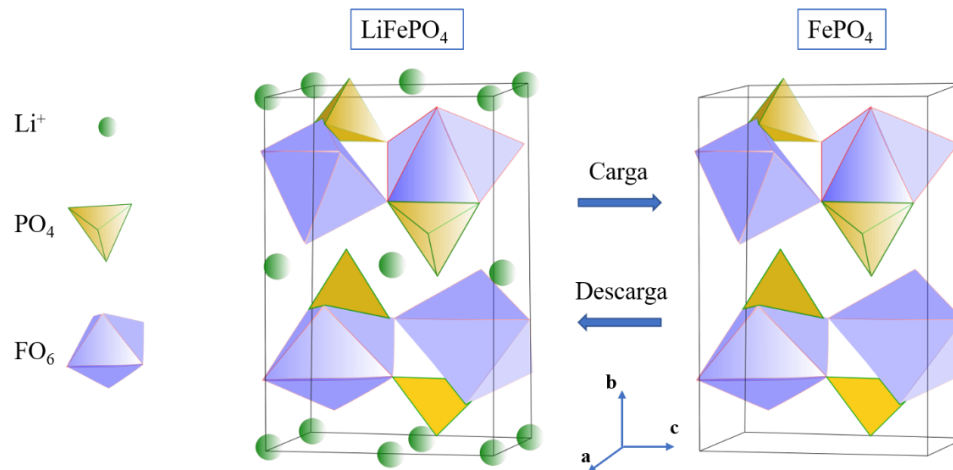 LiFePO₄
FePO₄
Li⁺
PO₄
FO₆
Carga
Descarga
b
c
a